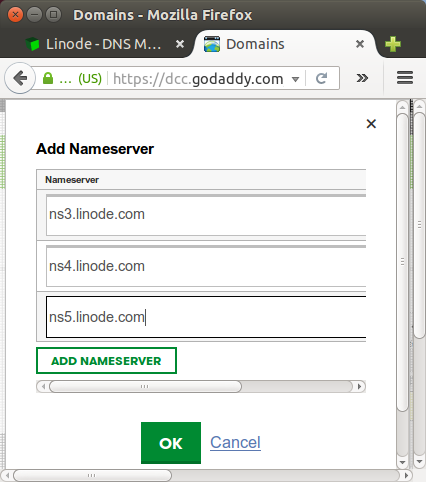 Domains - Mozilla Firefox
Linode - DNS M... Domains
... (US) https://dcc.godaddy.com
Add Nameserver
Nameserver
ns3.linode.com
ns4.linode.com
ns5.linode.com
ADD NAMESERVER
OK Cancel